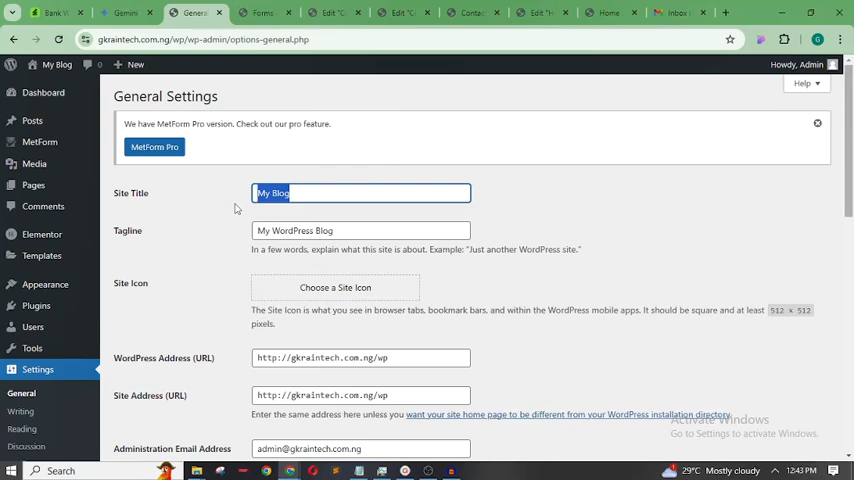 Bank W
Gemini
Genera
Forms
Edit "C
Edit "C
Contac
Edit "H
Home
Inbox (
gkraintech.com.ng/wp/wp-admin/options-general.php
My Blog 0 New Howdy, Admin
Help
Dashboard
Posts
MetForm
Media
Pages
Comments
Elementor
Templates
Appearance
Plugins
Users
Tools
Settings
General
Writing
Reading
Discussion
General Settings
We have MetForm Pro version. Check out our pro feature.
MetForm Pro
Site Title My Blog
Tagline My WordPress Blog
In a few words, explain what this site is about. Example: "Just another WordPress site."
Site Icon Choose a Site Icon
The Site Icon is what you see in browser tabs, bookmark bars, and within the WordPress mobile apps. It should be square and at least 512 × 512
pixels.
WordPress Address (URL) http://gkraintech.com.ng/wp
Site Address (URL) http://gkraintech.com.ng/wp
Enter the same address here unless you want your site home page to be different from your WordPress installation directory.
Administration Email Address admin@gkraintech.com.ng
Activate Windows
Go to Settings to activate Windows.
Search
29°C Mostly cloudy 12:43 PM